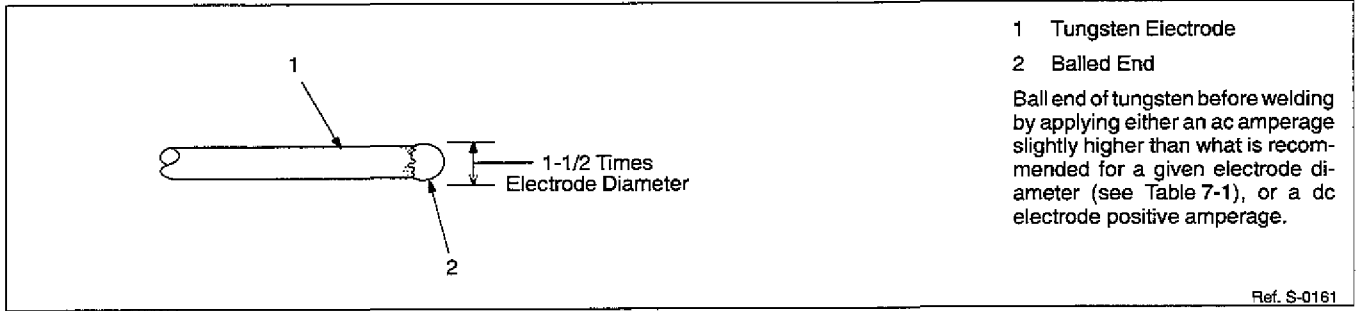 1
1-1/2 Times
Electrode Diameter
2
1 Tungsten Electrode
2 Balled End
Ball end of tungsten before welding
by applying either an ac amperage
slightly higher than what is recom-
mended for a given electrode di-
ameter (see Table 7-1), or a dc
electrode positive amperage.
Ref. S-0161